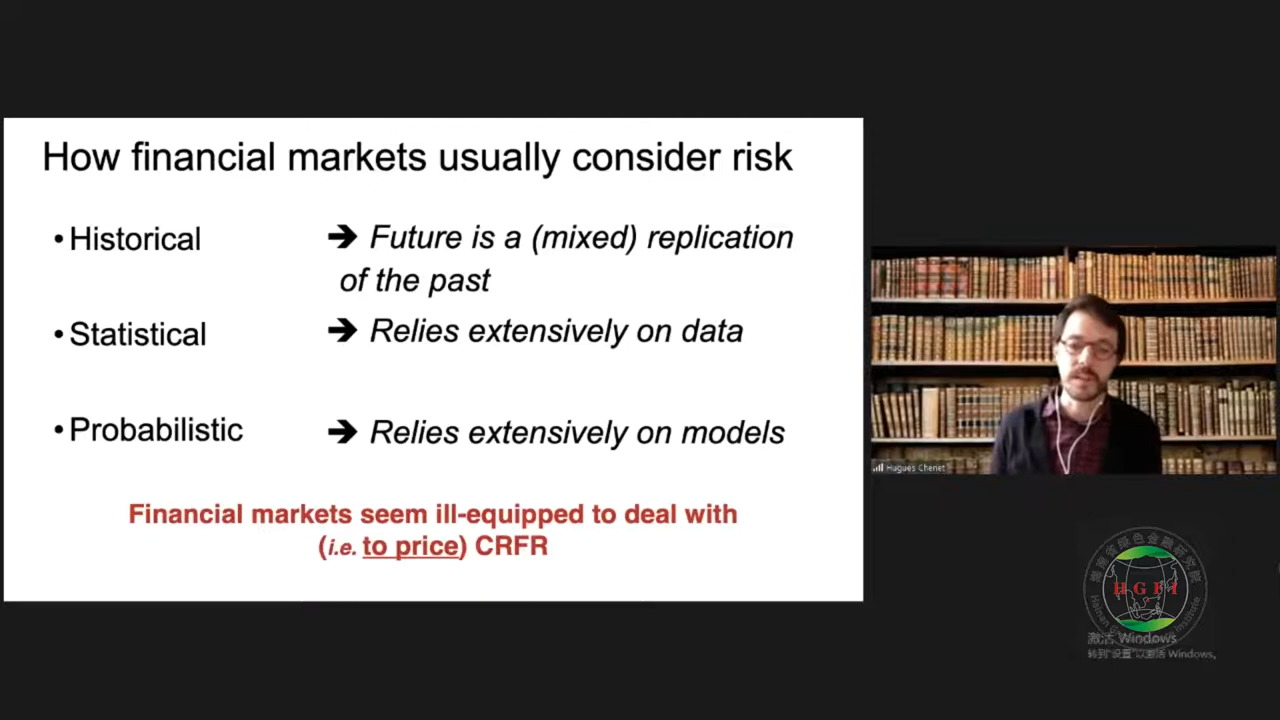 How financial markets usually consider risk
• Historical
➔ Future is a (mixed) replication
of the past
• Statistical
➔ Relies extensively on data
• Probabilistic
➔ Relies extensively on models
Financial markets seem ill-equipped to deal with
(i.e. to price) CRFR
Hugues Chenet
HGFI
激活 Windows
转到"设置"以激活 Windows。